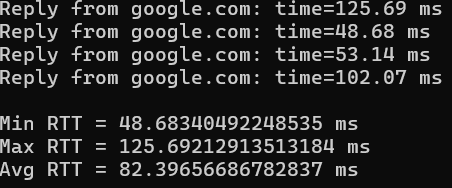 Reply from google.com: time=125.69 ms
Reply from google.com: time=48.68 ms
Reply from google.com: time=53.14 ms
Reply from google.com: time=102.07 ms
Min RTT = 48.68340492248535 ms
Max RTT = 125.69212913513184 ms
Avg RTT = 82.39656686782837 ms